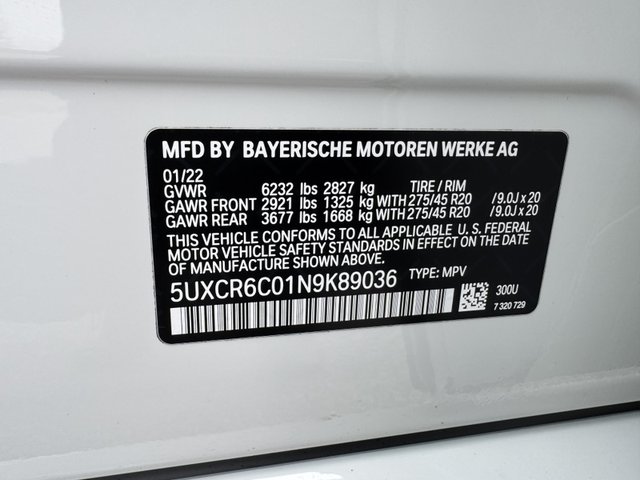 MFD BY BAYERISCHE MOTOREN WERKE AG
01/22
GVWR 6232 lbs 2827 kg TIRE / RIM
GAWR FRONT 2921 lbs 1325 kg WITH 275/45 R20 /9.0J x 20
GAWR REAR 3677 lbs 1668 kg WITH 275/45 R20 /9.0J x 20
THIS VEHICLE CONFORMS TO ALL APPLICABLE U. S. FEDERAL
MOTOR VEHICLE SAFETY STANDARDS IN EFFECT ON THE
DATE OF MANUFACTURE SHOWN ABOVE.
5UXCR6C01N9K89036 TYPE: MPV
300U
7 320 729